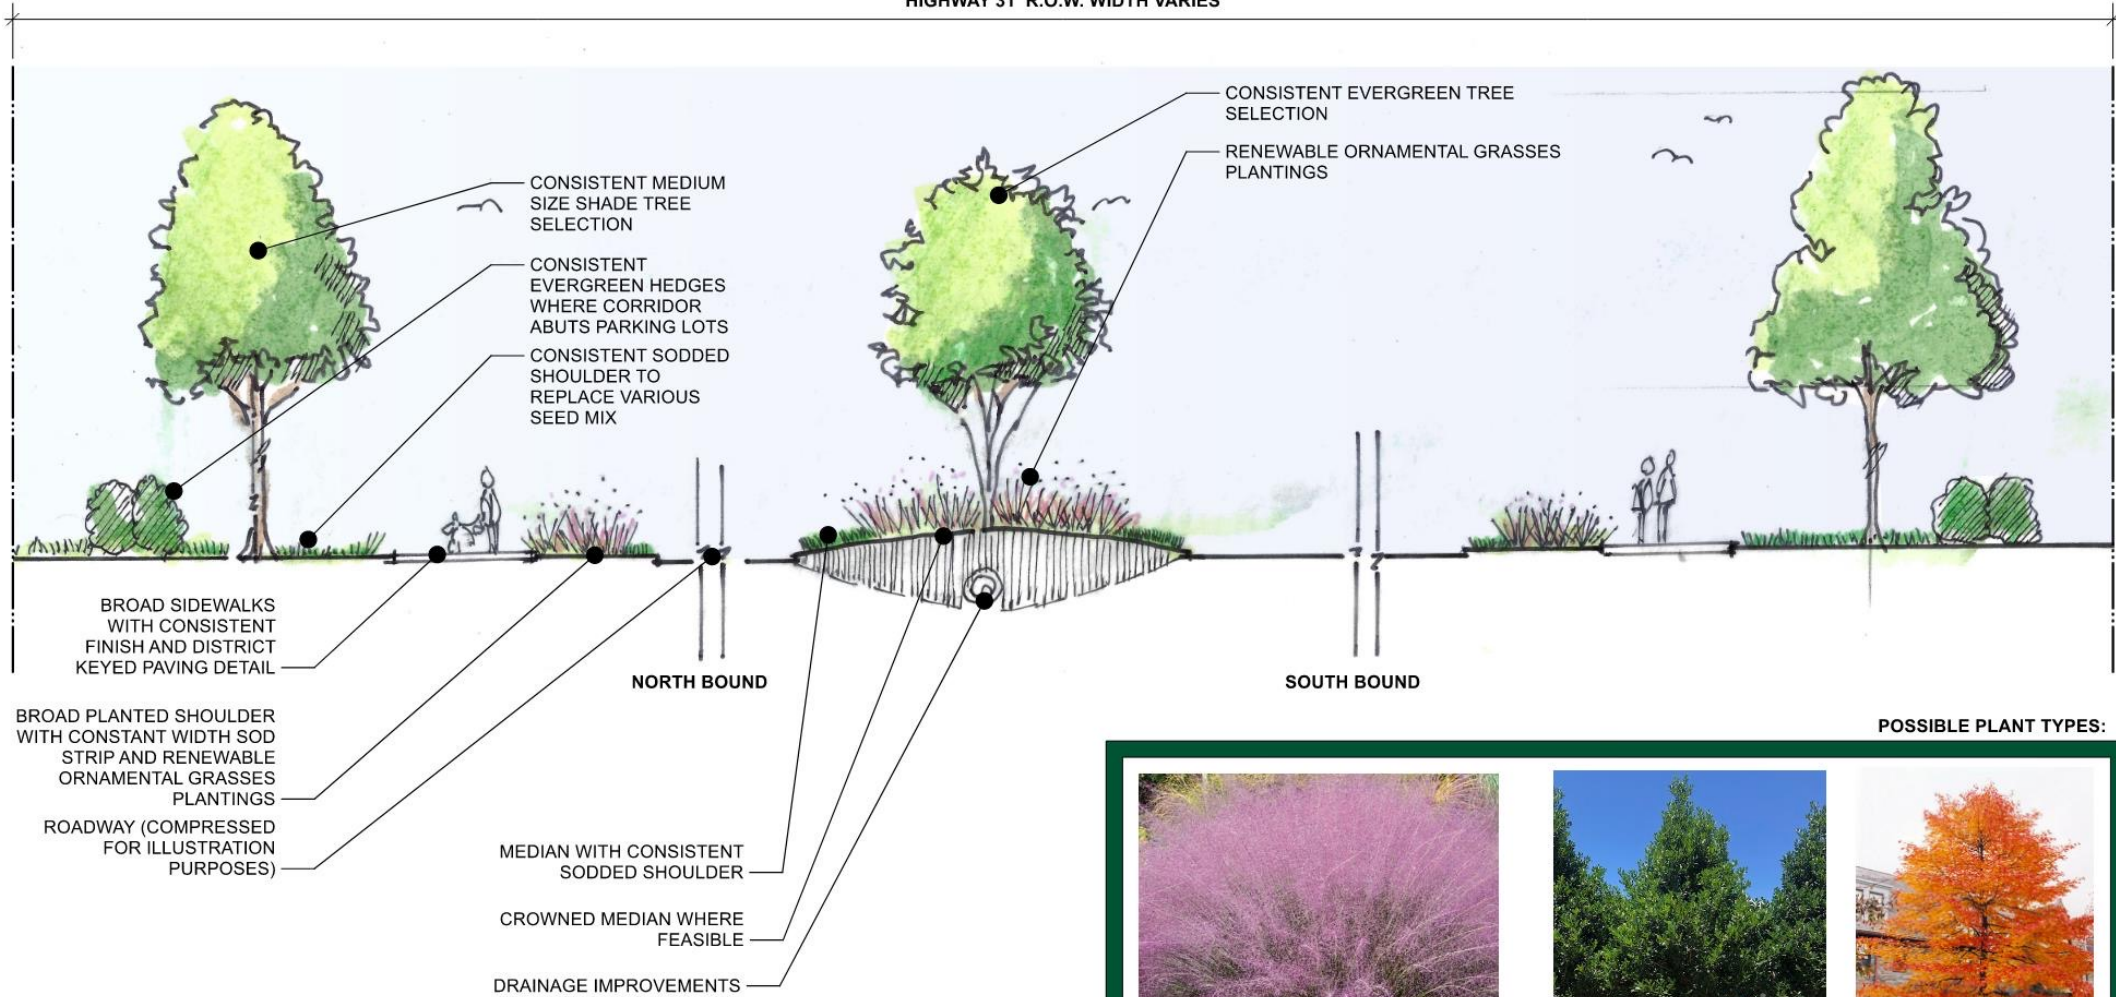 HIGHWAY 31 R.O.W. WIDTH VARIES
CONSISTENT EVERGREEN TREE
SELECTION
RENEWABLE ORNAMENTAL GRASSES
PLANTINGS
CONSISTENT MEDIUM
SIZE SHADE TREE
SELECTION
CONSISTENT
EVERGREEN HEDGES
WHERE CORRIDOR
ABUTS PARKING LOTS
CONSISTENT SODDED
SHOULDER TO
REPLACE VARIOUS
SEED MIX
BROAD SIDEWALKS
WITH CONSISTENT
FINISH AND DISTRICT
KEYED PAVING DETAIL
BROAD PLANTED SHOULDER
WITH CONSTANT WIDTH SOD
STRIP AND RENEWABLE
ORNAMENTAL GRASSES
PLANTINGS
ROADWAY (COMPRESSED
FOR ILLUSTRATION
PURPOSES)
NORTH BOUND
SOUTH BOUND
MEDIAN WITH CONSISTENT
SODDED SHOULDER
CROWNED MEDIAN WHERE
FEASIBLE
DRAINAGE IMPROVEMENTS
POSSIBLE PLANT TYPES: